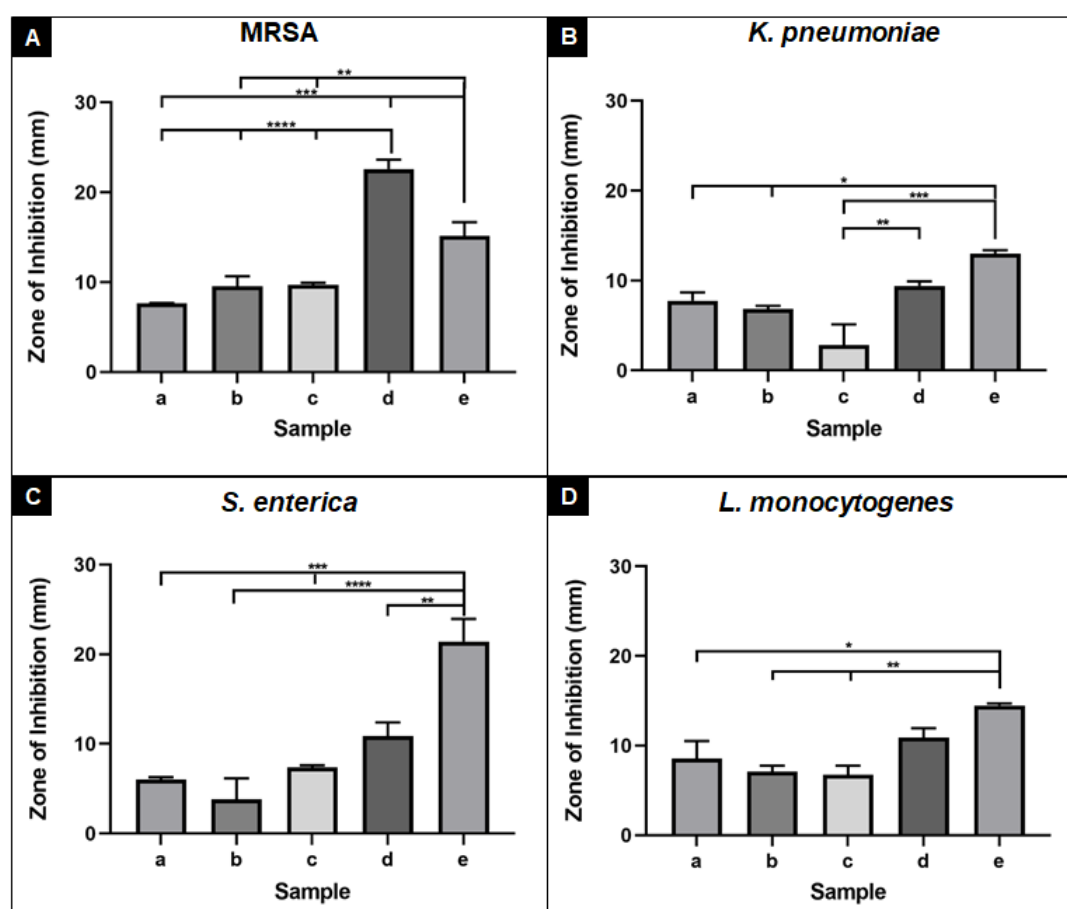 A
MRSA
**
***
****
30
20
10
0
Zone of Inhibition (mm)
a b c d e
Sample
B
K. pneumoniae
*
***
**
30
20
10
0
Zone of Inhibition (mm)
a b c d e
Sample
C
S. enterica
***
****
**
30
20
10
0
Zone of Inhibition (mm)
a b c d e
Sample
D
L. monocytogenes
*
**
30
20
10
0
Zone of Inhibition (mm)
a b c d e
Sample